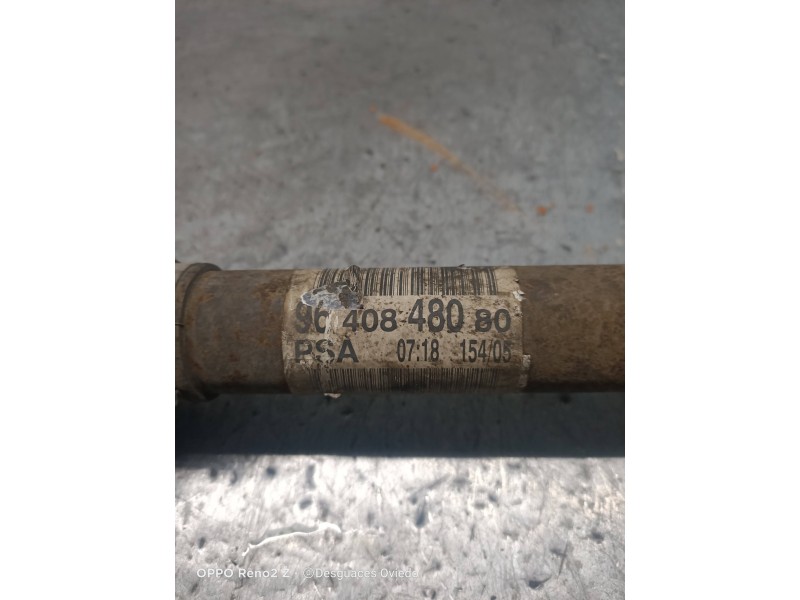 96 408 480 80
PSA 07:18 154/05
OPPO Reno2 Z ©Desguaces Oviedo